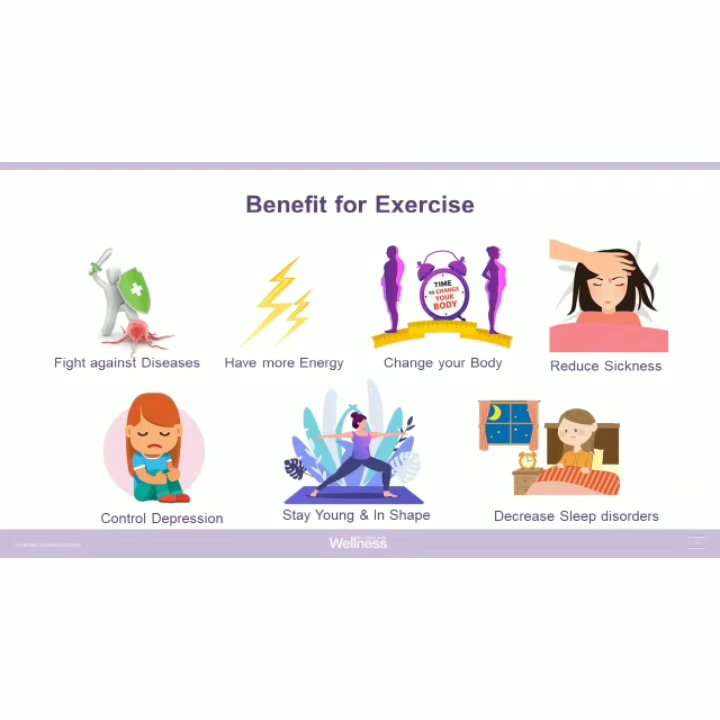 Benefit for Exercise
TIME
TO CHANGE
YOUR
BODY
Fight against Diseases
Have more Energy
Change your Body
Reduce Sickness
Control Depression
Stay Young & In Shape
Decrease Sleep disorders
Wellness